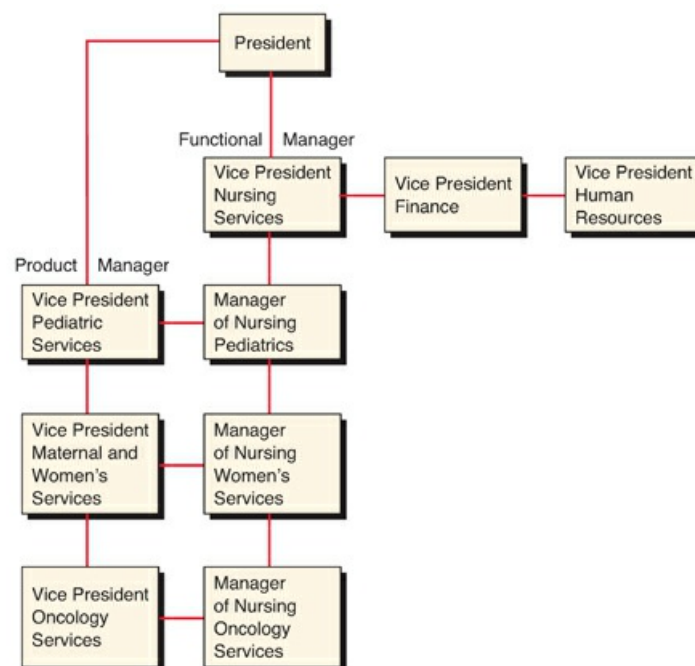 President
Functional Manager
Vice President
Nursing
Services
Vice President
Finance
Vice President
Human
Resources
Product Manager
Vice President
Pediatric
Services
Manager
of Nursing
Pediatrics
Vice President
Maternal and
Women's
Services
Manager
of Nursing
Women's
Services
Vice President
Oncology
Services
Manager
of Nursing
Oncology
Services